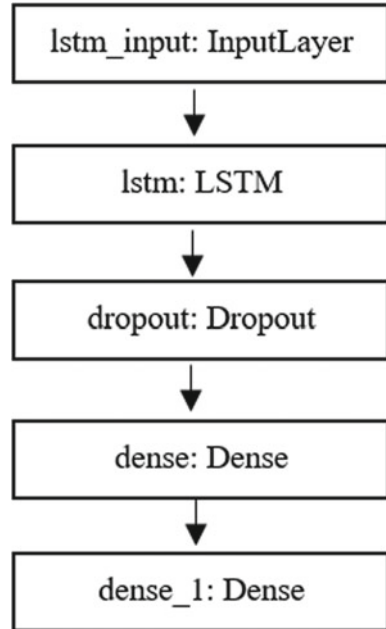 lstm_input: InputLayer
lstm: LSTM
dropout: Dropout
dense: Dense
dense_1: Dense